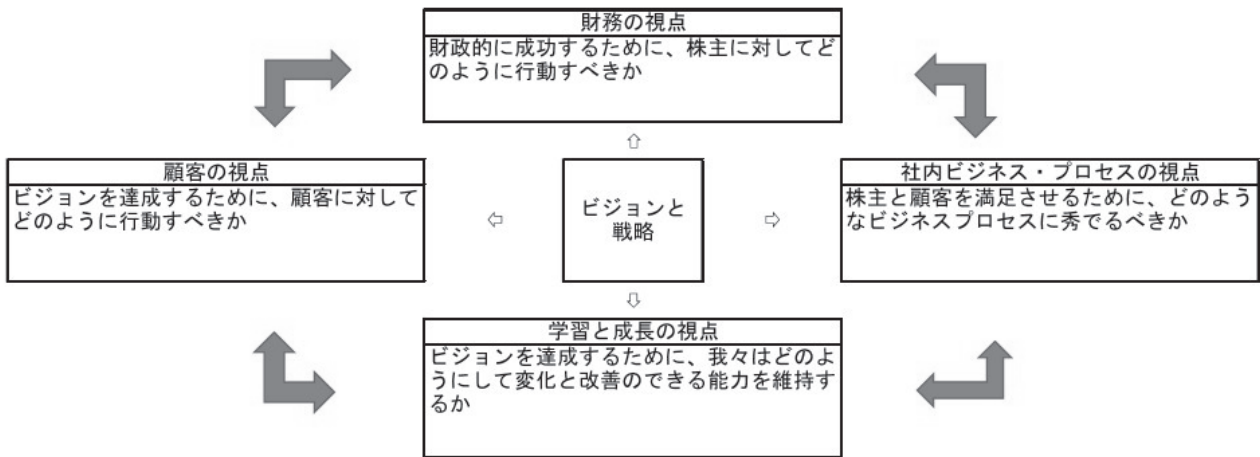 財務の視点
財政的に成功するために、株主に対してど
のように行動すべきか
顧客の視点
ビジョンを達成するために、顧客に対して
どのように行動すべきか
ビジョンと
戦略
社内ビジネス・プロセスの視点
株主と顧客を満足させるために、どのよう
なビジネスプロセスに秀でるべきか
学習と成長の視点
ビジョンを達成するために、我々はどのよ
うにして変化と改善のできる能力を維持す
るか